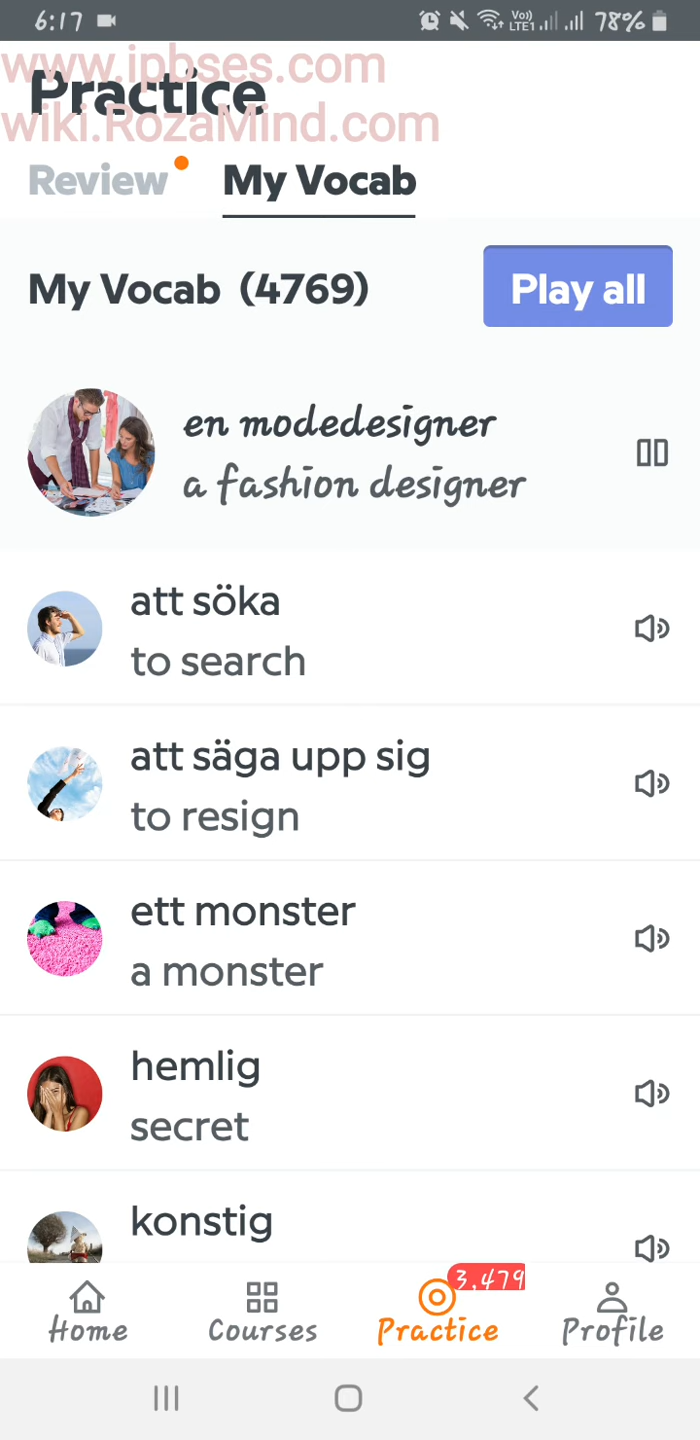 6:17
Vo)) LTE1 78%
www.ipbses.com
Practice
wiki.RozaMind.com
Review My Vocab
My Vocab (4769) Play all
en modedesigner
a fashion designer
att söka
to search
att säga upp sig
to resign
ett monster
a monster
hemlig
secret
konstig
3,479
Home Courses Practice Profile